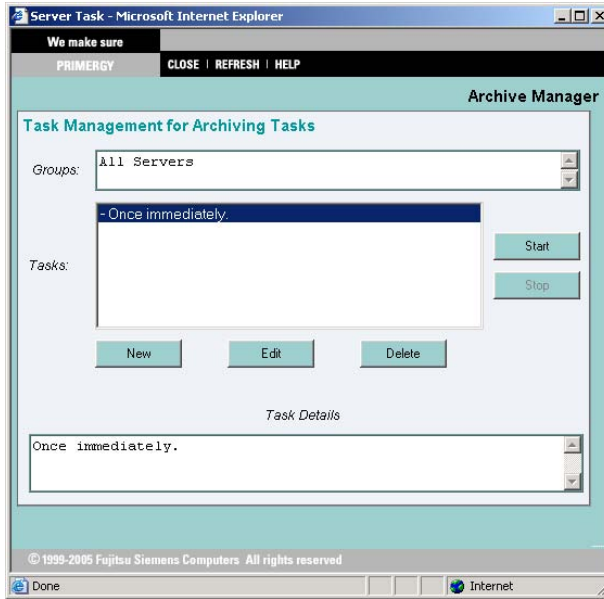 Server Task - Microsoft Internet Explorer
We make sure
PRIMERGY CLOSE | REFRESH | HELP
Archive Manager
Task Management for Archiving Tasks
Groups: All Servers
- Once immediately.
Tasks:
Start
Stop
New Edit Delete
Task Details
Once immediately.
© 1999-2005 Fujitsu Siemens Computers All rights reserved
Done Internet